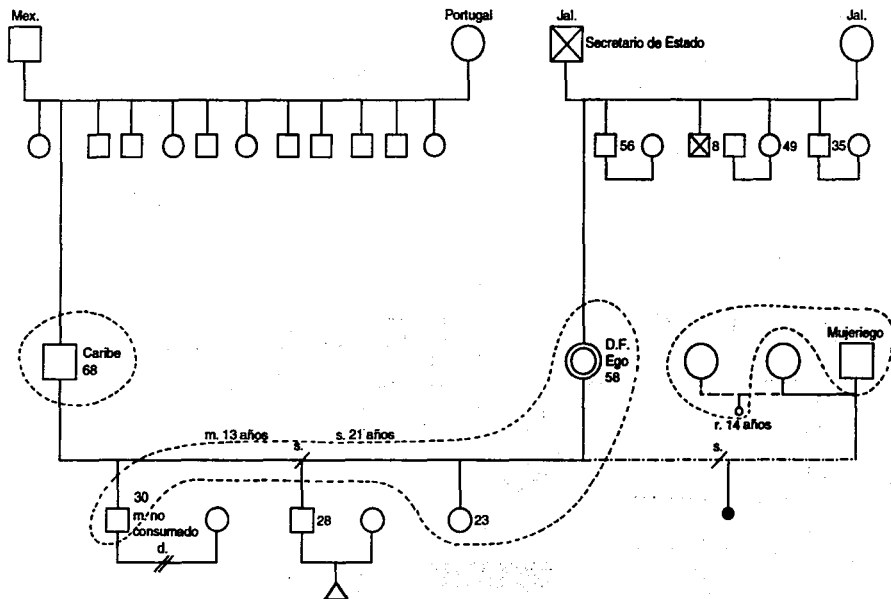 Mex.
Portugal
Jal.
Jal.
Secretario de Estado
56
8
49
35
Caribe
68
D.F.
Ego
58
Mujeriego
m. 13 años
s. 21 años
s.
r. 14 años
s.
30
m. no
consumado
d.
28
23